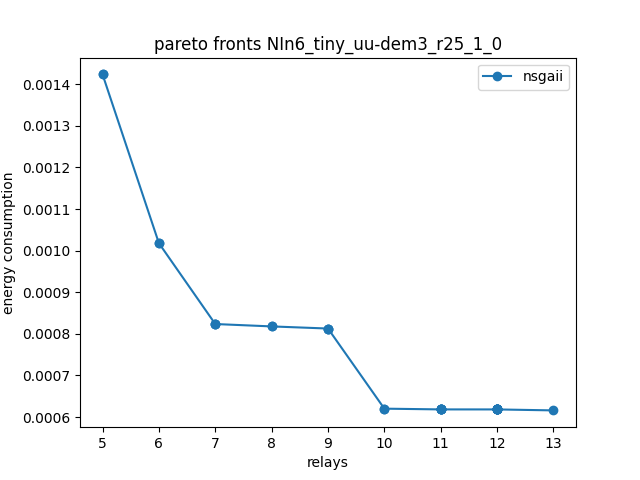 pareto fronts NIn6_tiny_uu-dem3_r25_1_0
nsgaii
energy consumption
0.0014
0.0013
0.0012
0.0011
0.0010
0.0009
0.0008
0.0007
0.0006
5 6 7 8 9 10 11 12 13
relays